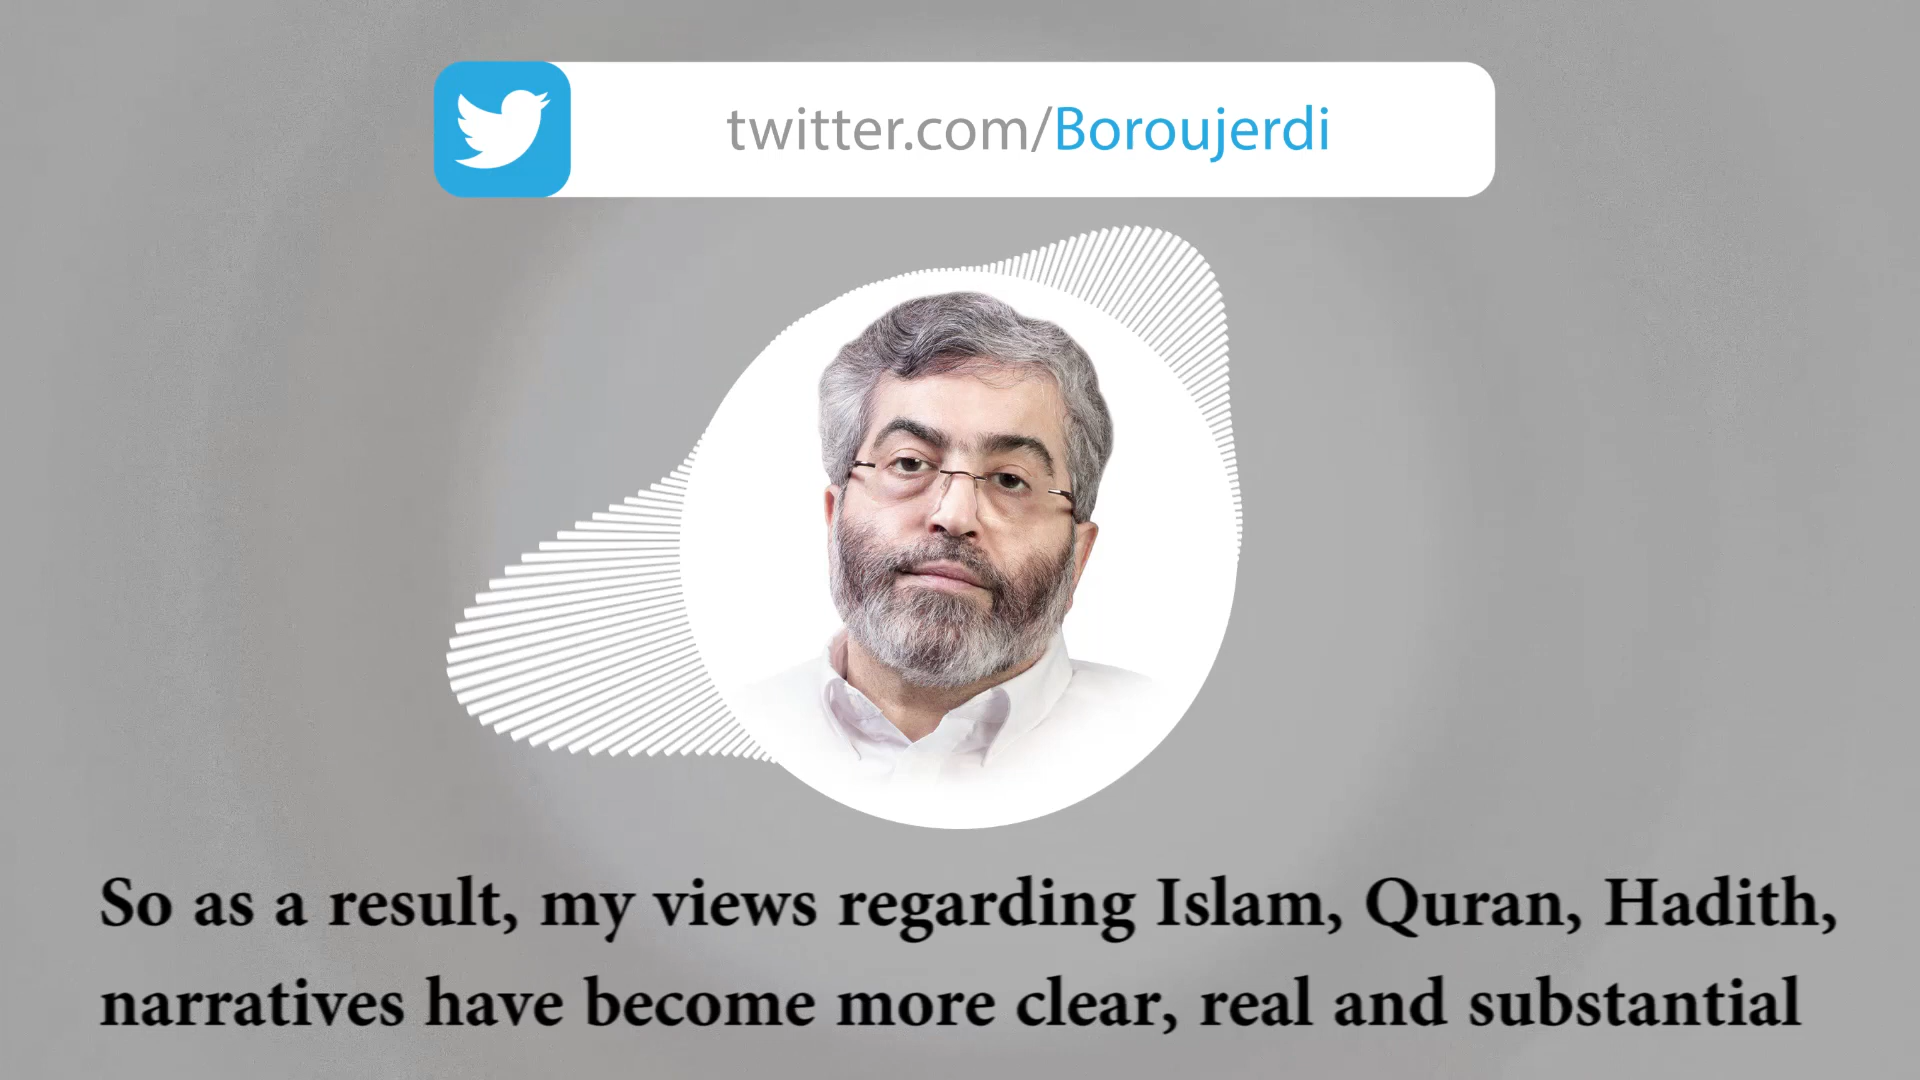 twitter.com/Boroujerdi
So as a result, my views regarding Islam, Quran, Hadith,
narratives have become more clear, real and substantial